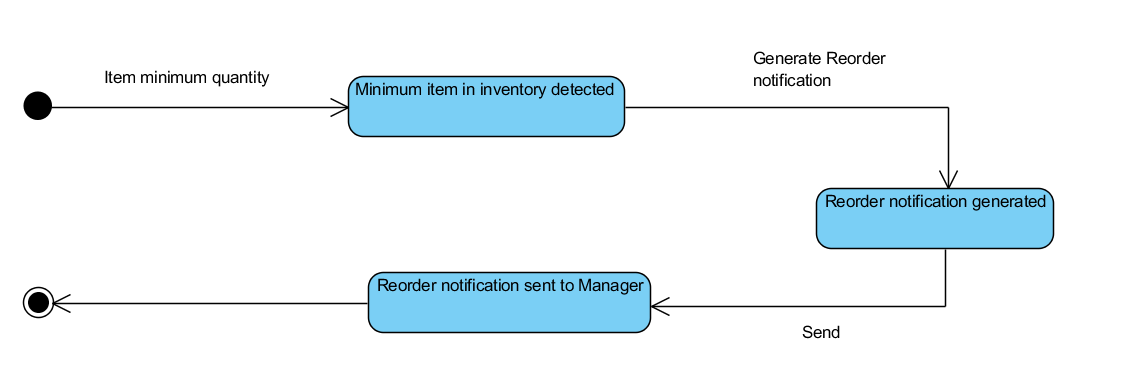 Item minimum quantity
Minimum item in inventory detected
Generate Reorder
notification
Reorder notification generated
Reorder notification sent to Manager
Send